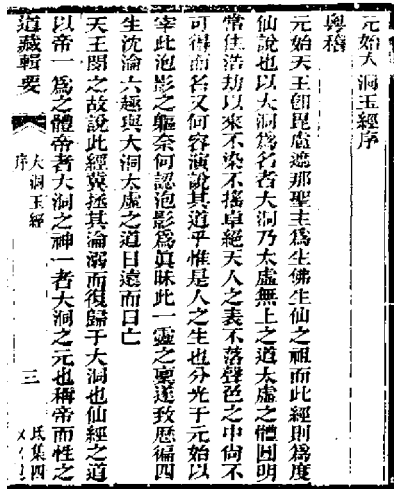 元始大洞玉經序
輿稽
元始天王卽毘盧遮那聖主爲生佛生仙之祖而此經則爲度
仙說也以大洞爲名者大洞乃太虛無上之道太虛之體圓明
常住浩劫以來不染不搖卓絕天人之表不落聲色之中尙不
可得而名又何容演說其道乎惟是人之生也分光于元始以
宰此泡影之軀奈何認泡影爲眞昧此一靈之稟遂致歷徧四
生沈淪六趣與大洞太虛之道日遠而日亡
天王閔之故說此經冀拯其淪溺而復歸于大洞也仙經之道
以帝一爲之體帝者大洞之神一者大洞之元也稱帝而性之
道藏輯要
大洞玉經
序
三
氐集四